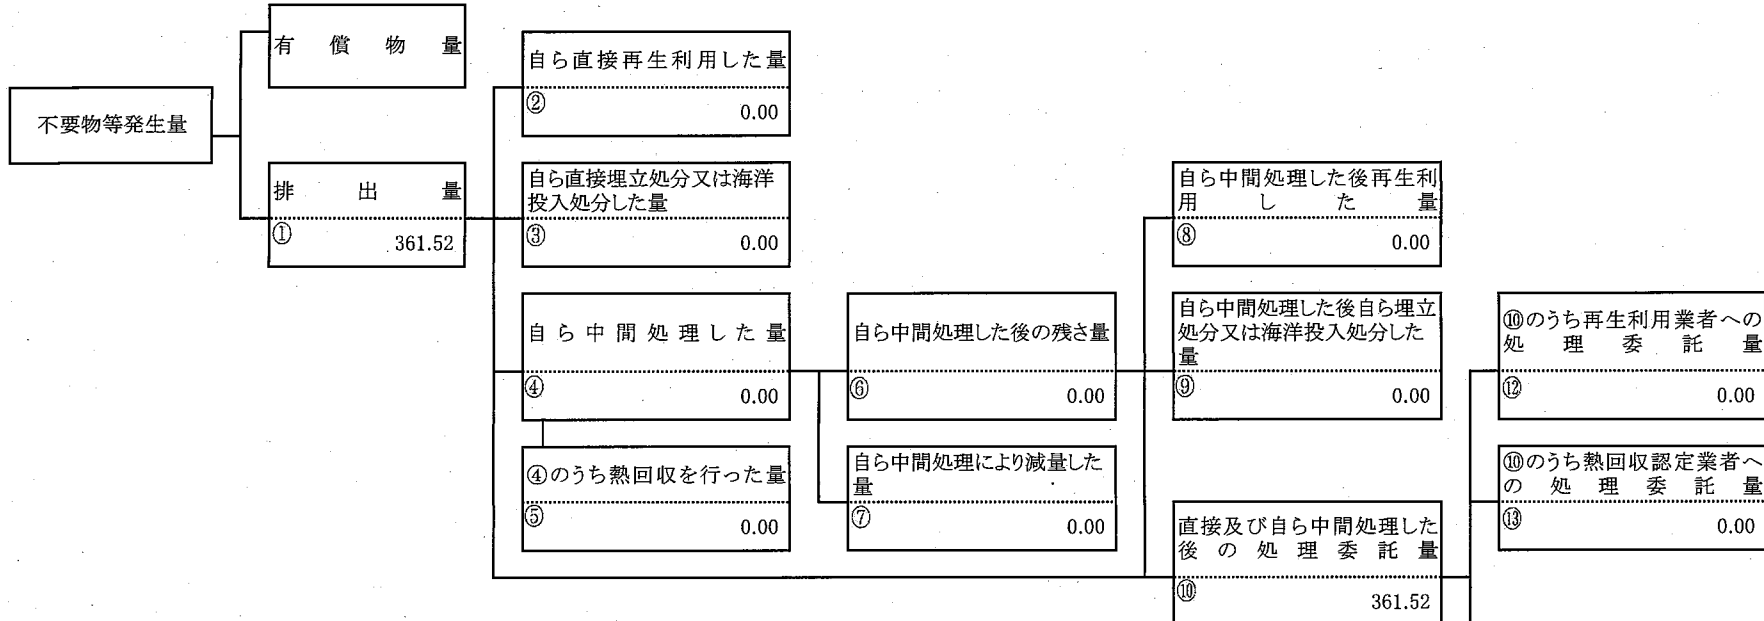 有償物量
不要物等発生量
排出量
① 361.52
自ら直接再生利用した量
② 0.00
自ら直接埋立処分又は海洋
投入処分した量
③ 0.00
自ら中間処理した量
④ 0.00
④のうち熱回収を行った量
⑤ 0.00
自ら中間処理した後の残さ量
⑥ 0.00
自ら中間処理により減量した
量
⑦ 0.00
自ら中間処理した後再生利
用した量
⑧ 0.00
自ら中間処理した後自ら埋立
処分又は海洋投入処分した
量
⑨ 0.00
直接及び自ら中間処理した
後の処理委託量
⑩ 361.52
⑩のうち再生利用業者への
処理委託量
⑫ 0.00
⑩のうち熱回収認定業者へ
の処理委託量
⑬ 0.00